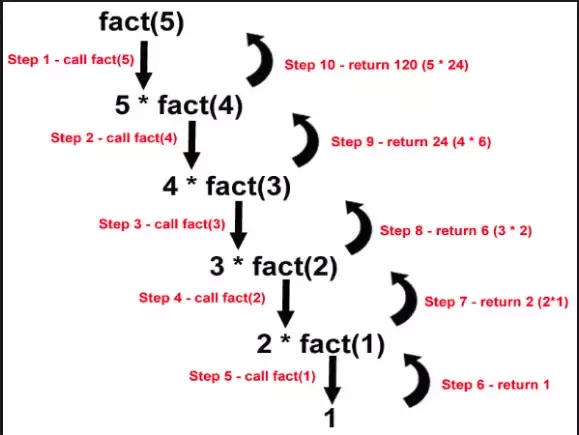 fact(5)
Step 1 - call fact(5)
Step 10 - return 120 (5 * 24)
5 * fact(4)
Step 2 - call fact(4)
Step 9 - return 24 (4 * 6)
4 * fact(3)
Step 3 - call fact(3)
Step 8 - return 6 (3 * 2)
3 * fact(2)
Step 4 - call fact(2)
Step 7 - return 2 (2*1)
2 * fact(1)
Step 5 - call fact(1)
Step 6 - return 1
1